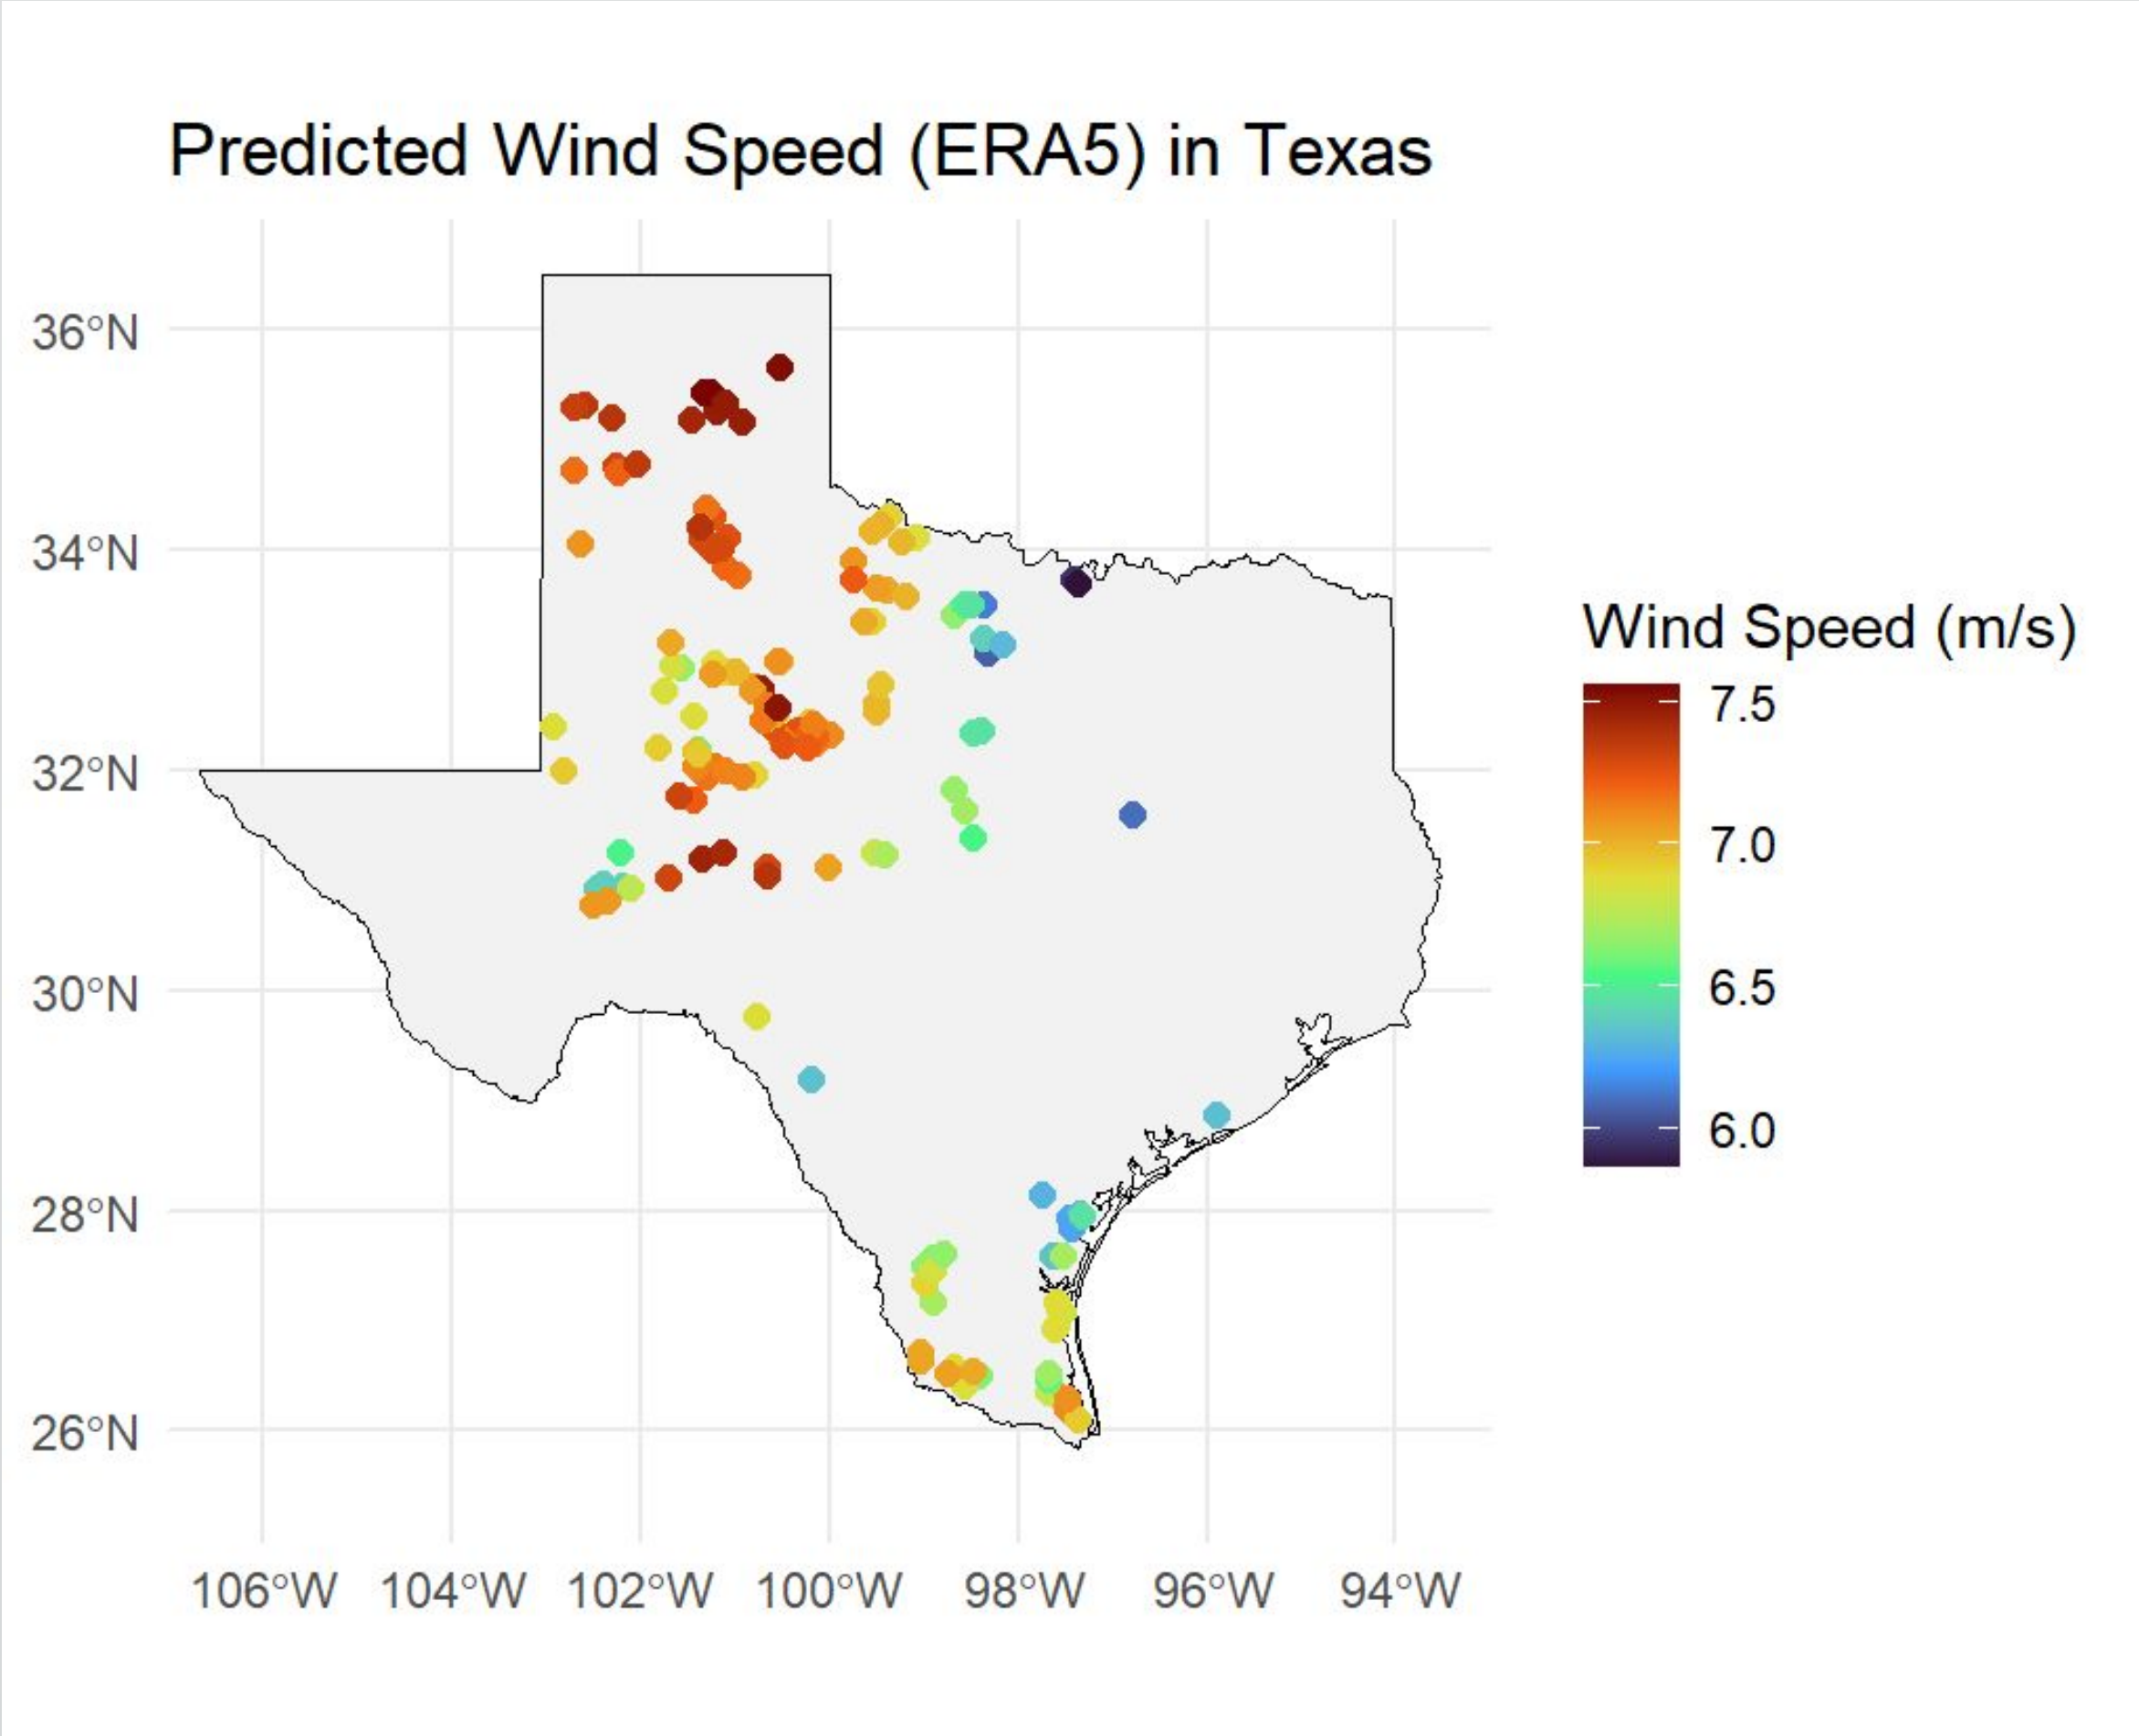 Predicted Wind Speed (ERA5) in Texas
36°N
34°N
32°N
30°N
28°N
26°N
106°W 104°W 102°W 100°W 98°W 96°W 94°W
Wind Speed (m/s)
7.5
7.0
6.5
6.0